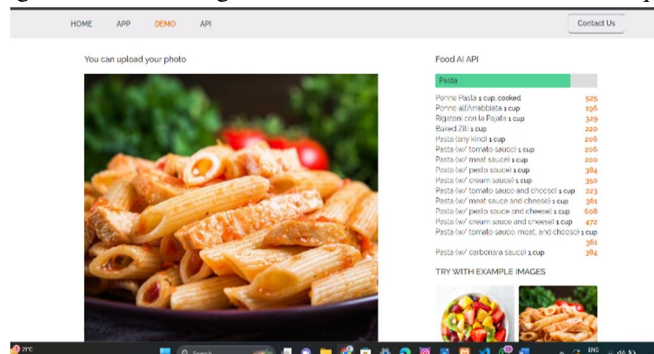 HOME APP DEMO API Contact Us
You can upload your photo
Food AI API
Pasta
Penne Pasta 1 cup, cooked 525
Penne all'Arrabbiata 1 cup 196
Rigatoni con la Pajata 1 cup 329
Baked Ziti 1 cup 220
Pasta (any kind) 1 cup 206
Pasta (w/ tomato sauce) 1 cup 206
Pasta (w/ meat sauce) 1 cup 200
Pasta (w/ pesto sauce) 1 cup 384
Pasta (w/ cream sauce) 1 cup 350
Pasta (w/ tomato sauce and cheese) 1 cup 223
Pasta (w/ meat sauce and cheese) 1 cup 361
Pasta (w/ pesto sauce and cheese) 1 cup 608
Pasta (w/ cream sauce and cheese) 1 cup 472
Pasta (w/ tomato sauce, meat, and cheese) 1 cup
361
Pasta (w/ carbonara sauce) 1 cup 384
TRY WITH EXAMPLE IMAGES
Search
ENG